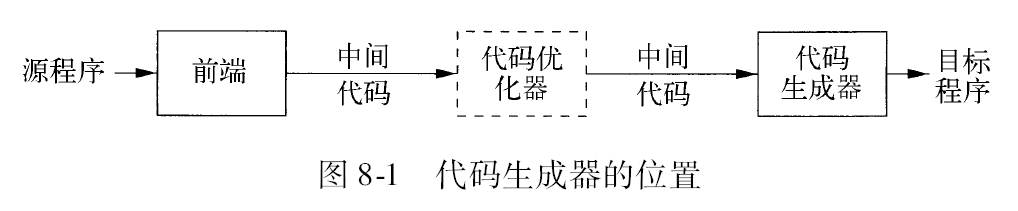 源程序
前端
中间
代码
代码优
化器
中间
代码
代码
生成器
目标
程序
图 8-1 代码生成器的位置